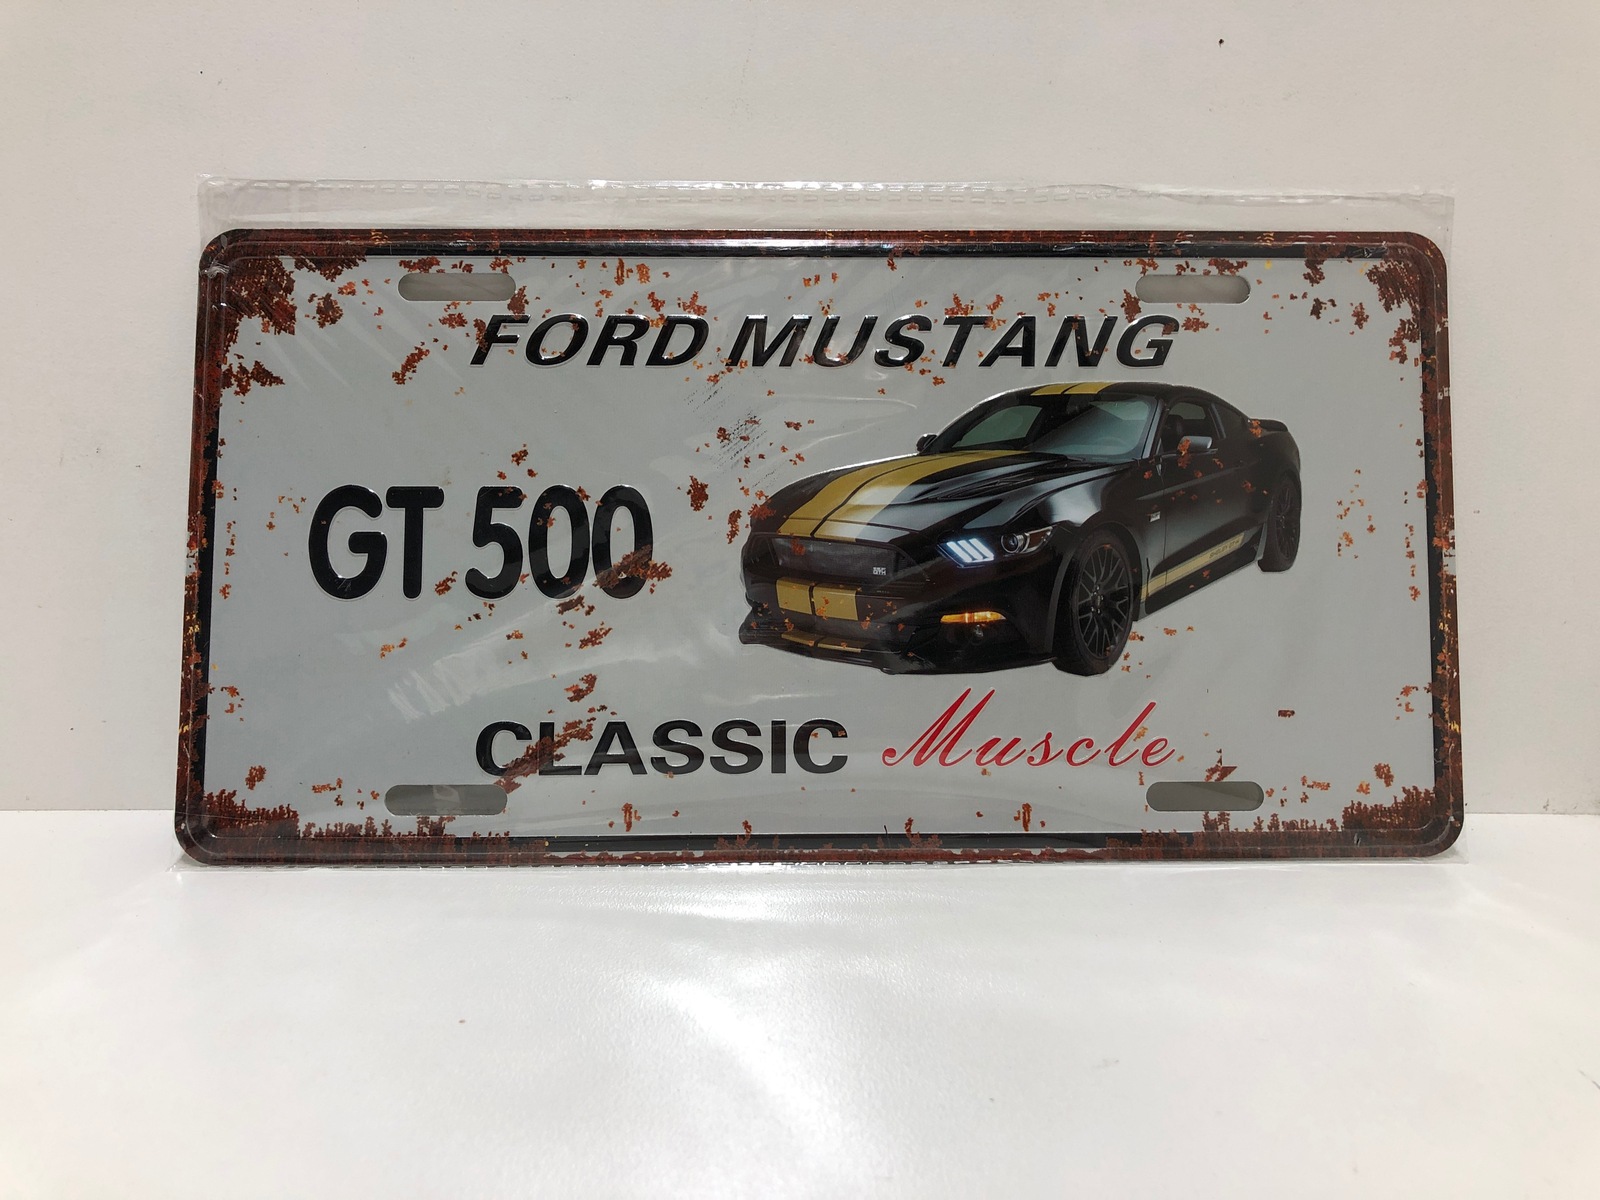 FORD MUSTANG
GT 500
CLASSIC Muscle